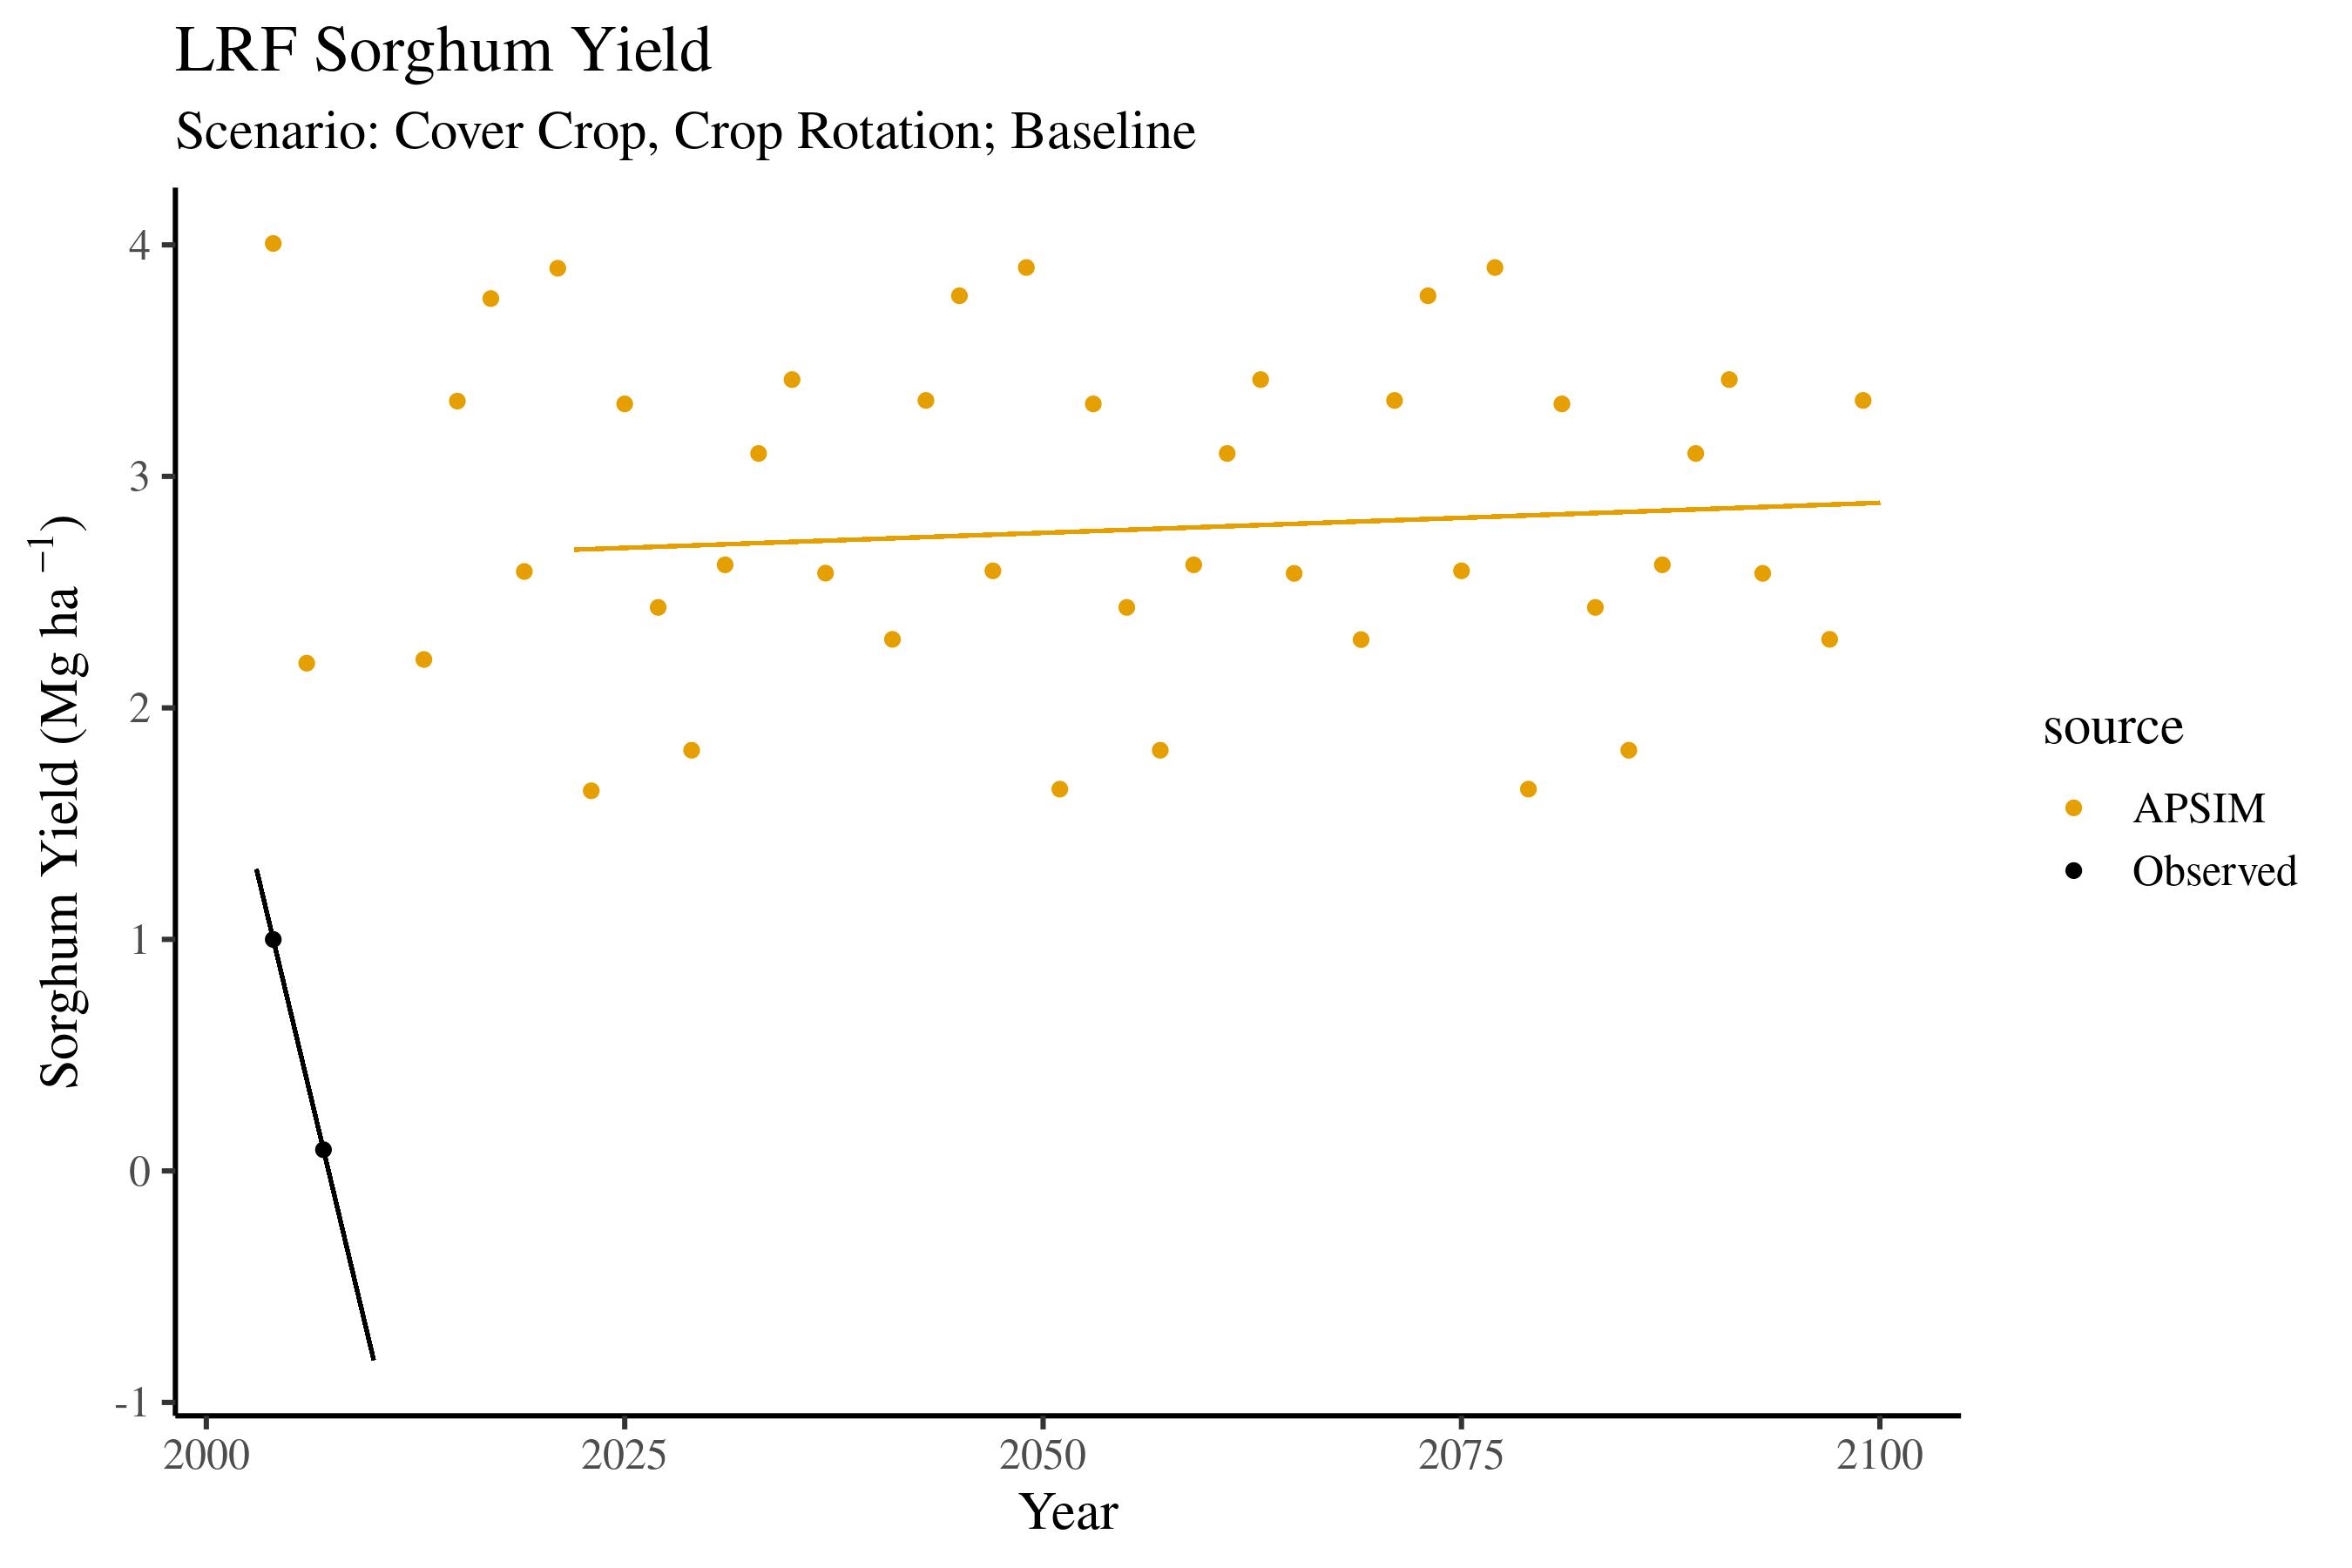 LRF Sorghum Yield
Scenario: Cover Crop, Crop Rotation; Baseline
Sorghum Yield (Mg ha −1)
4
3
2
1
0
-1
2000 2025 2050 2075 2100
Year
source
APSIM
Observed